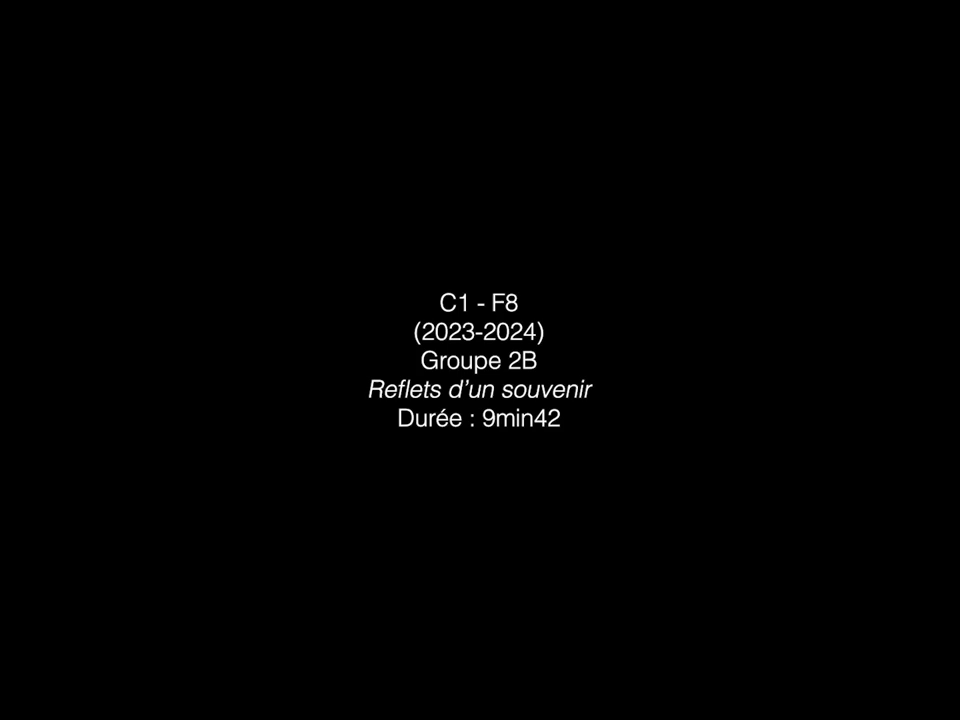 C1 - F8
(2023-2024)
Groupe 2B
Reflets d’un souvenir
Durée : 9min42